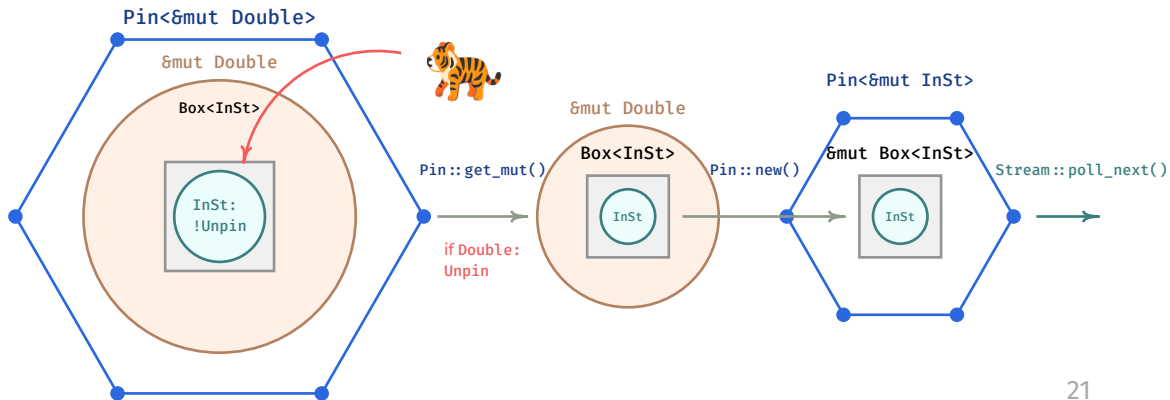 Pin<&mut Double>
&mut Double
Box<InSt>
InSt:
!Unpin
Pin::get_mut()
if Double:
Unpin
&mut Double
Box<InSt>
InSt
Pin::new()
Pin<&mut InSt>
&mut Box<InSt>
InSt
Stream::poll_next()
21